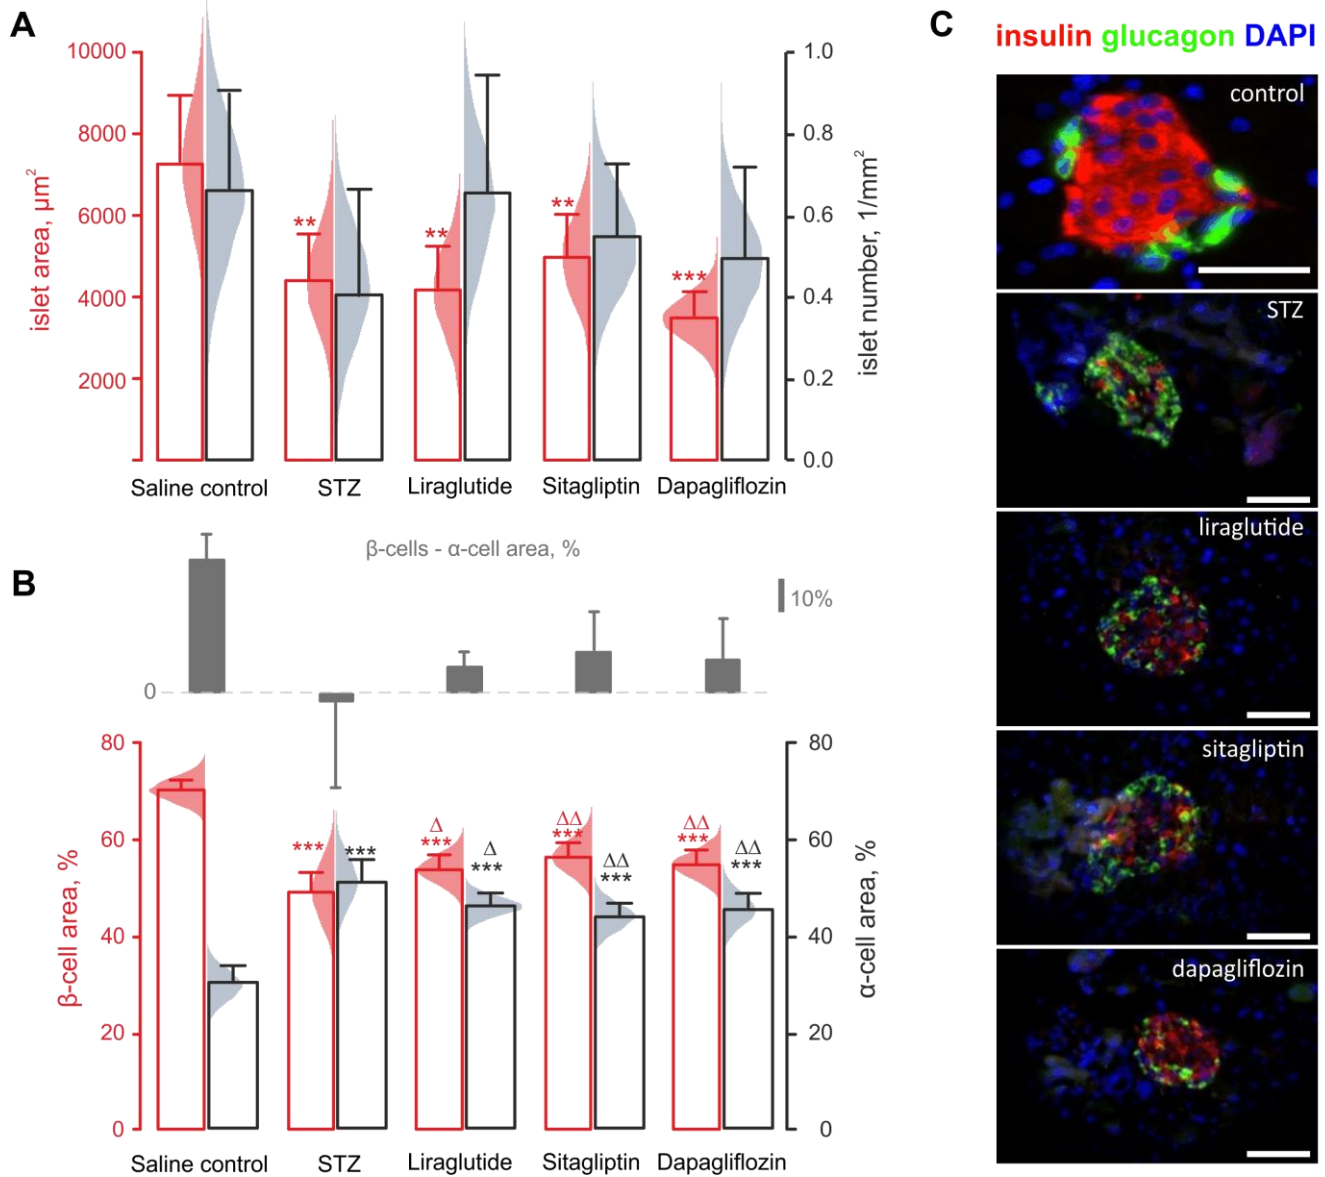 A
10000
8000
6000
4000
2000
islet area, µm²
**
**
**
***
1.0
0.8
0.6
0.4
0.2
0.0
islet number, 1/mm²
Saline control STZ Liraglutide Sitagliptin Dapagliflozin
β-cells - α-cell area, %
10%
0
B
80
60
40
20
0
β-cell area, %
***
***
Δ
***
Δ
***
ΔΔ
***
ΔΔ
***
ΔΔ
***
ΔΔ
***
80
60
40
20
0
α-cell area, %
Saline control STZ Liraglutide Sitagliptin Dapagliflozin
C
insulin glucagon DAPI
control
STZ
liraglutide
sitagliptin
dapagliflozin